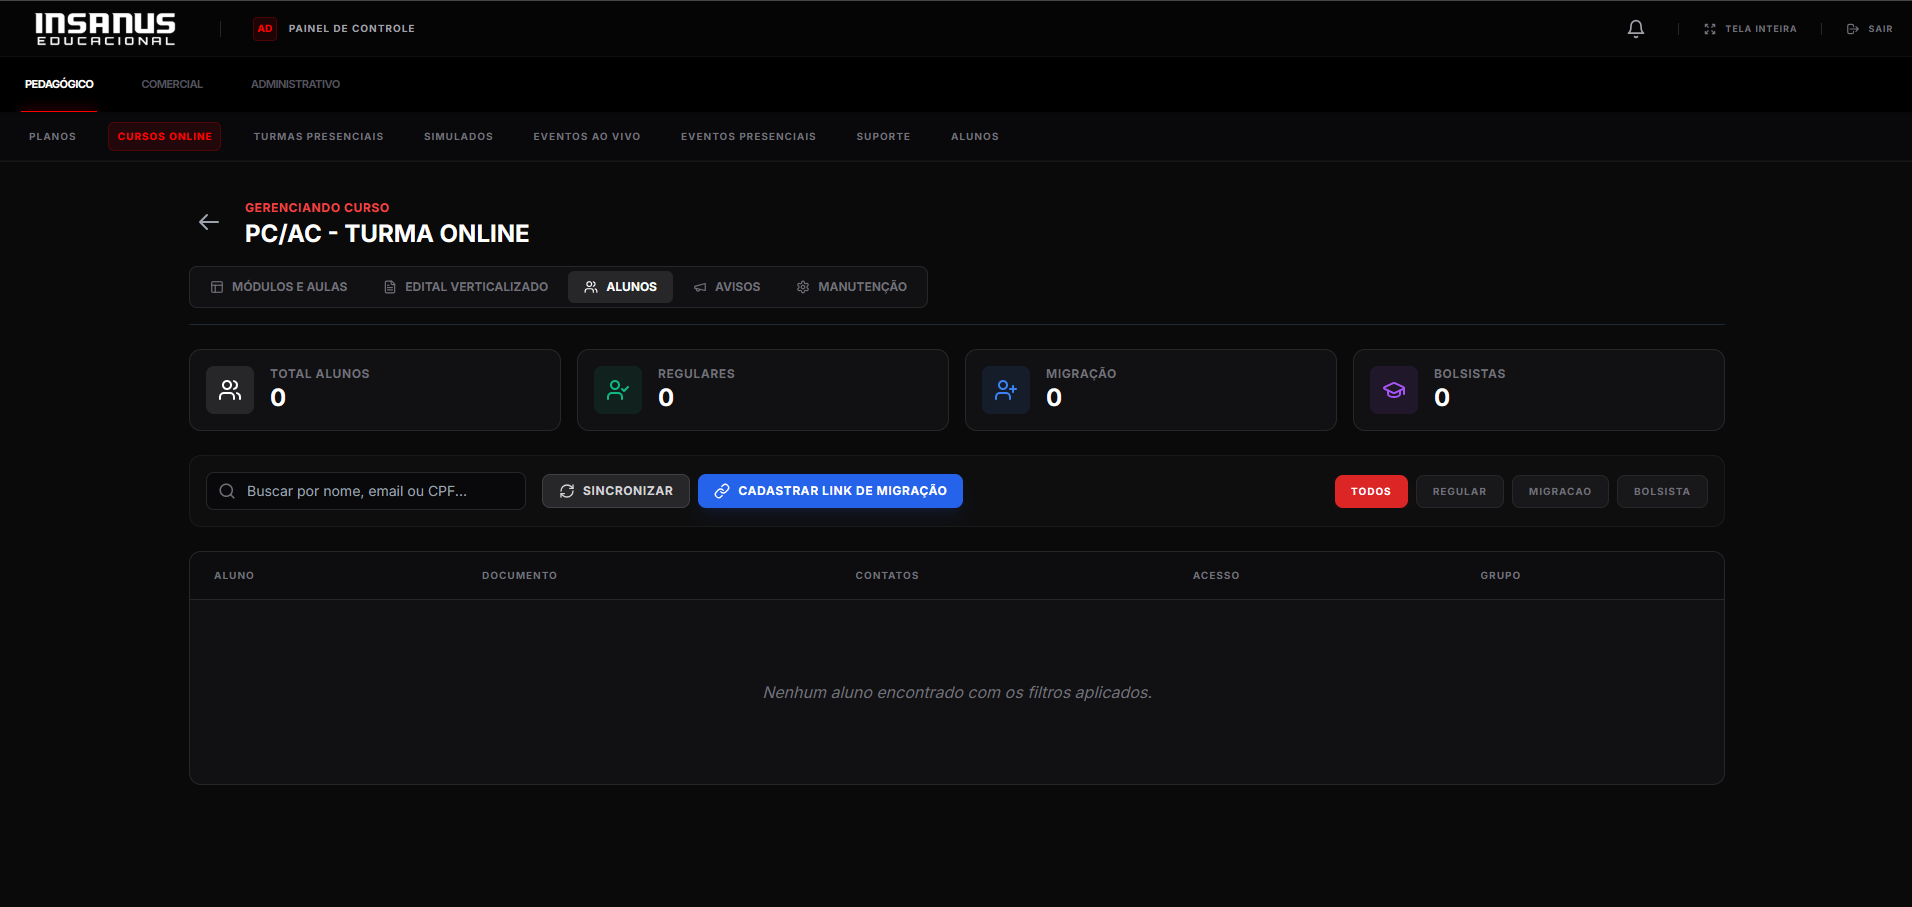 INSANUS
EDUCACIONAL
AD PAINEL DE CONTROLE
TELA INTEIRA
SAIR
PEDAGÓGICO COMERCIAL ADMINISTRATIVO
PLANOS CURSOS ONLINE TURMAS PRESENCIAIS SIMULADOS EVENTOS AO VIVO EVENTOS PRESENCIAIS SUPORTE ALUNOS
GERENCIANDO CURSO
PC/AC - TURMA ONLINE
MÓDULOS E AULAS EDITAL VERTICALIZADO ALUNOS AVISOS MANUTENÇÃO
TOTAL ALUNOS
0
REGULARES
0
MIGRAÇÃO
0
BOLSISTAS
0
Buscar por nome, email ou CPF...
SINCRONIZAR
CADASTRAR LINK DE MIGRAÇÃO
TODOS REGULAR MIGRACAO BOLSISTA
ALUNO DOCUMENTO CONTATOS ACESSO GRUPO
Nenhum aluno encontrado com os filtros aplicados.